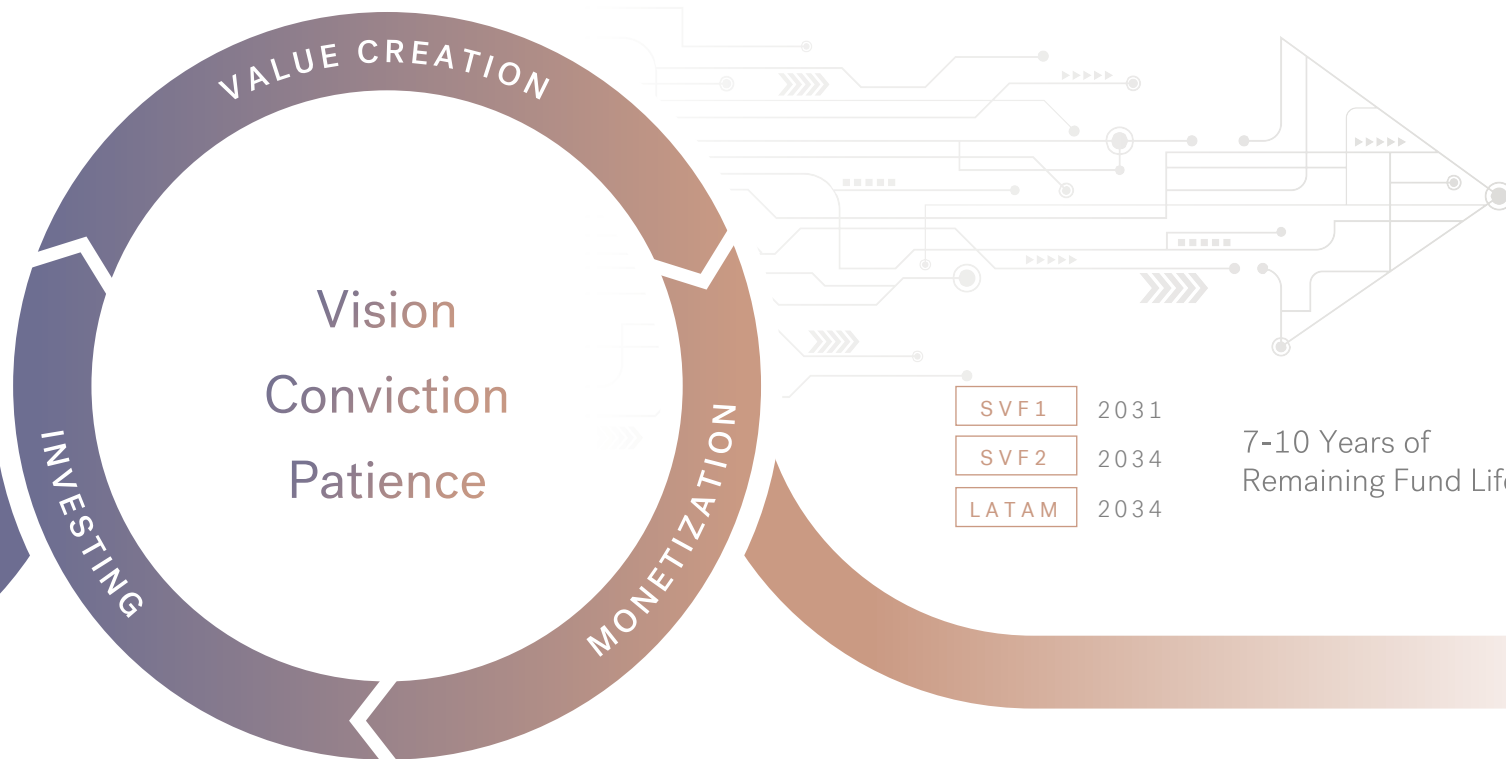 VALUE CREATION
INVESTING
MONETIZATION
Vision
Conviction
Patience
SVF1 2031
SVF2 2034
LATAM 2034
7-10 Years of
Remaining Fund Life